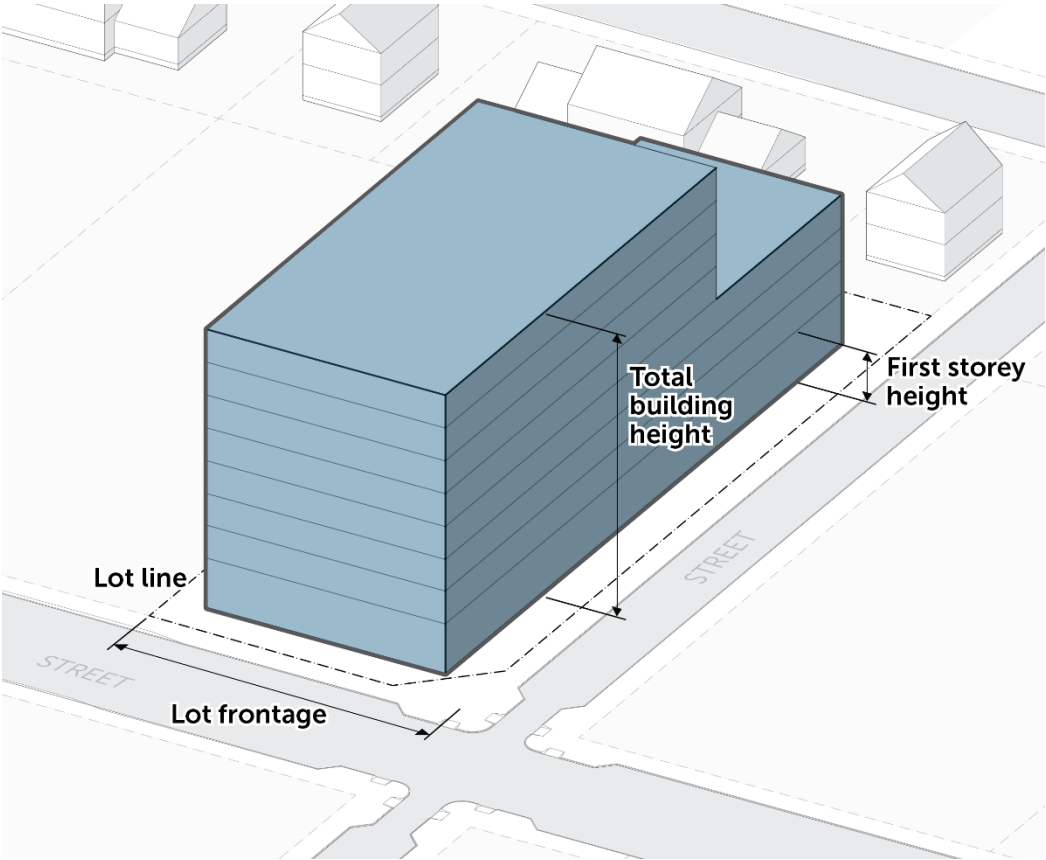 Total
building
height
First storey
height
STREET
Lot line
STREET
Lot frontage